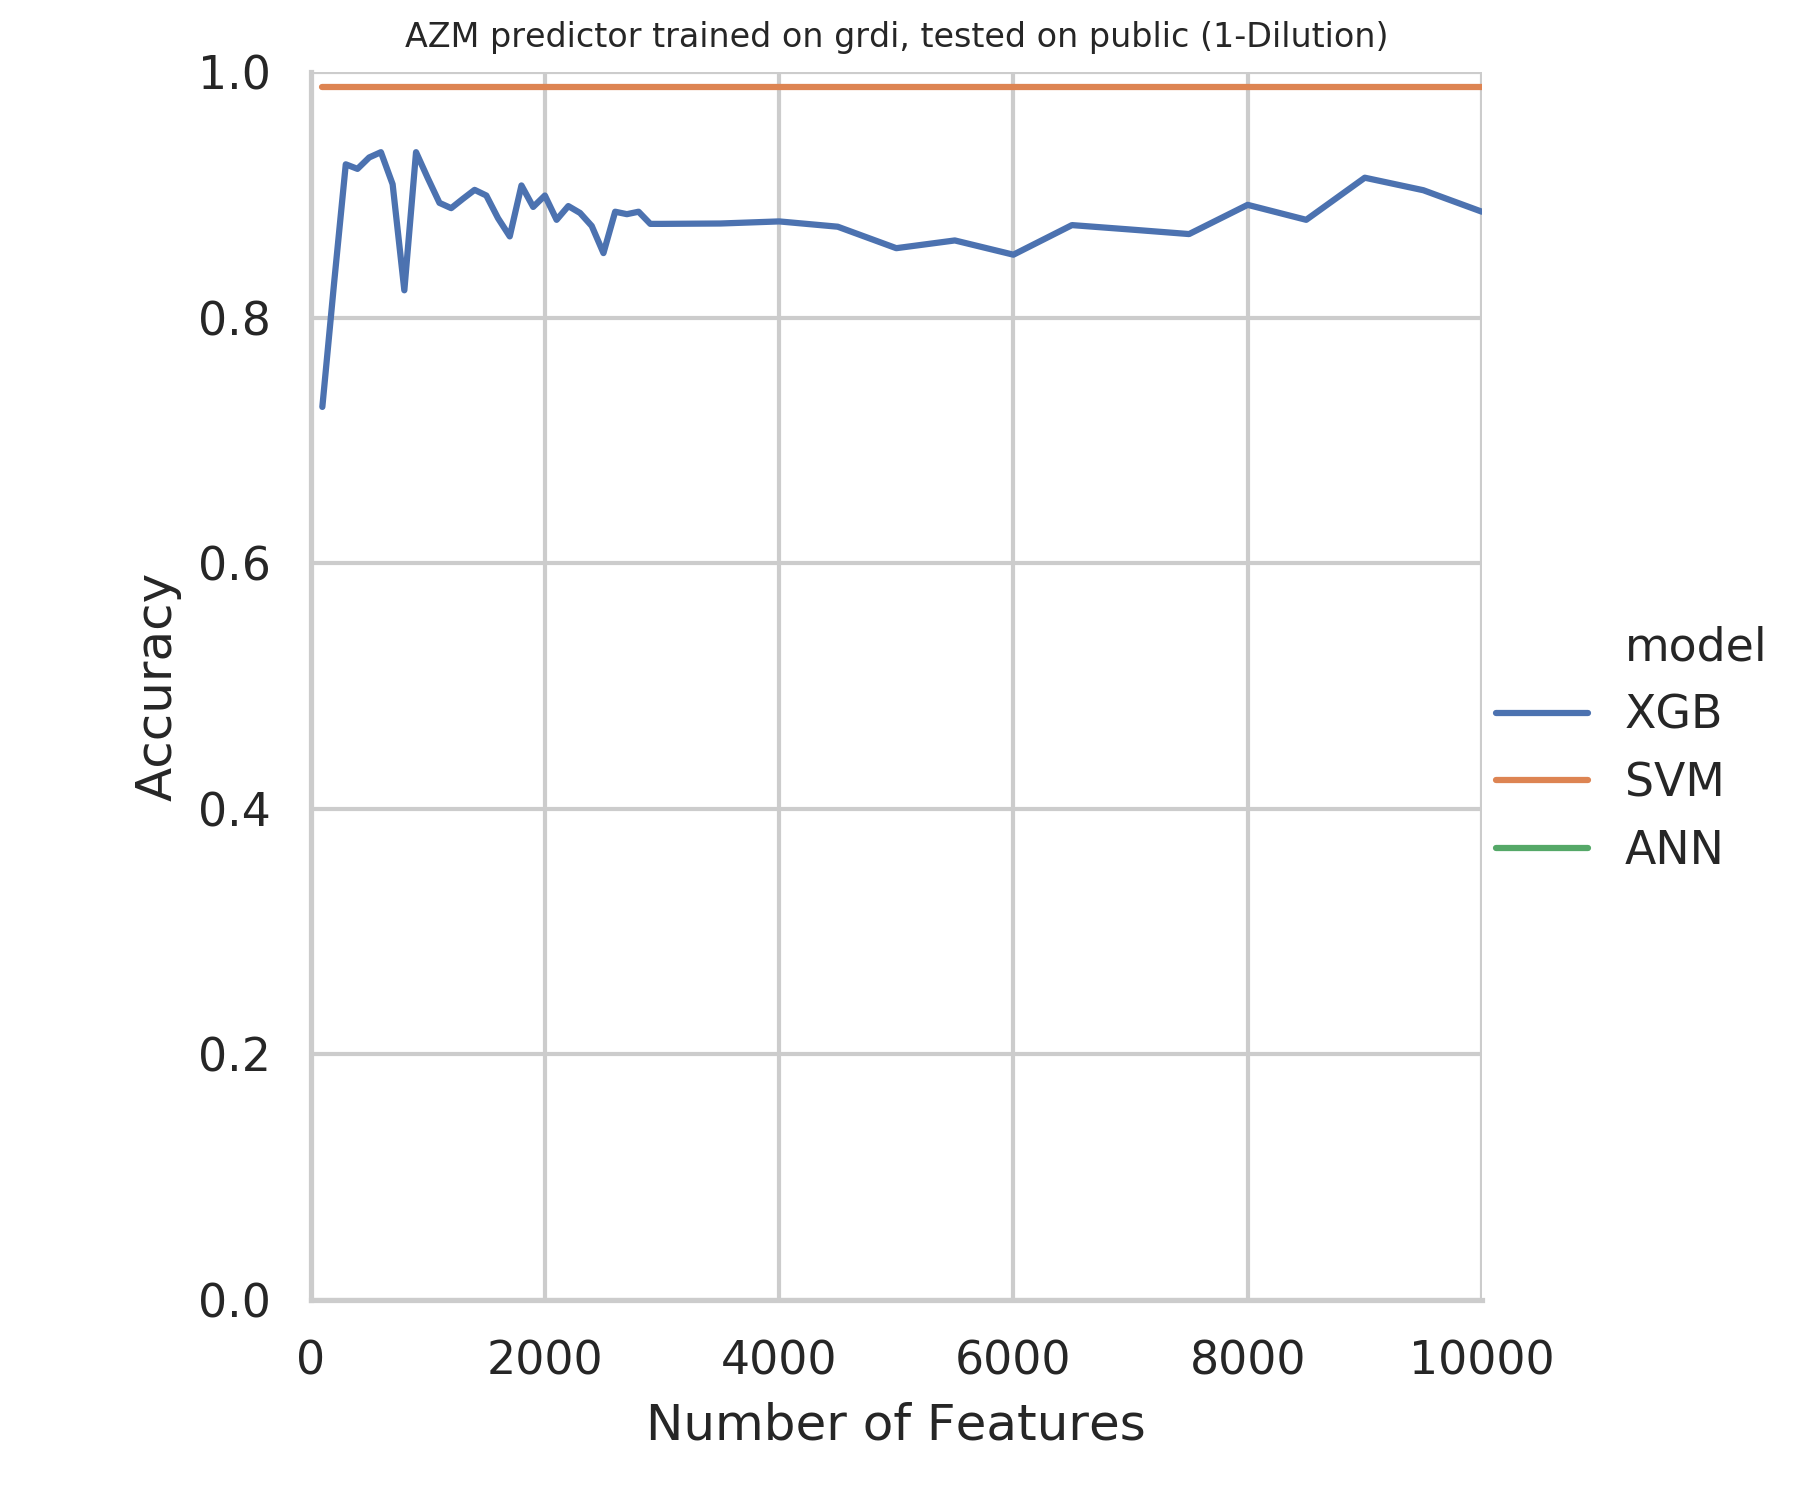 AZM predictor trained on grdi, tested on public (1-Dilution)
1.0
0.8
0.6
0.4
0.2
0.0
Accuracy
0 2000 4000 6000 8000 10000
Number of Features
model
XGB
SVM
ANN